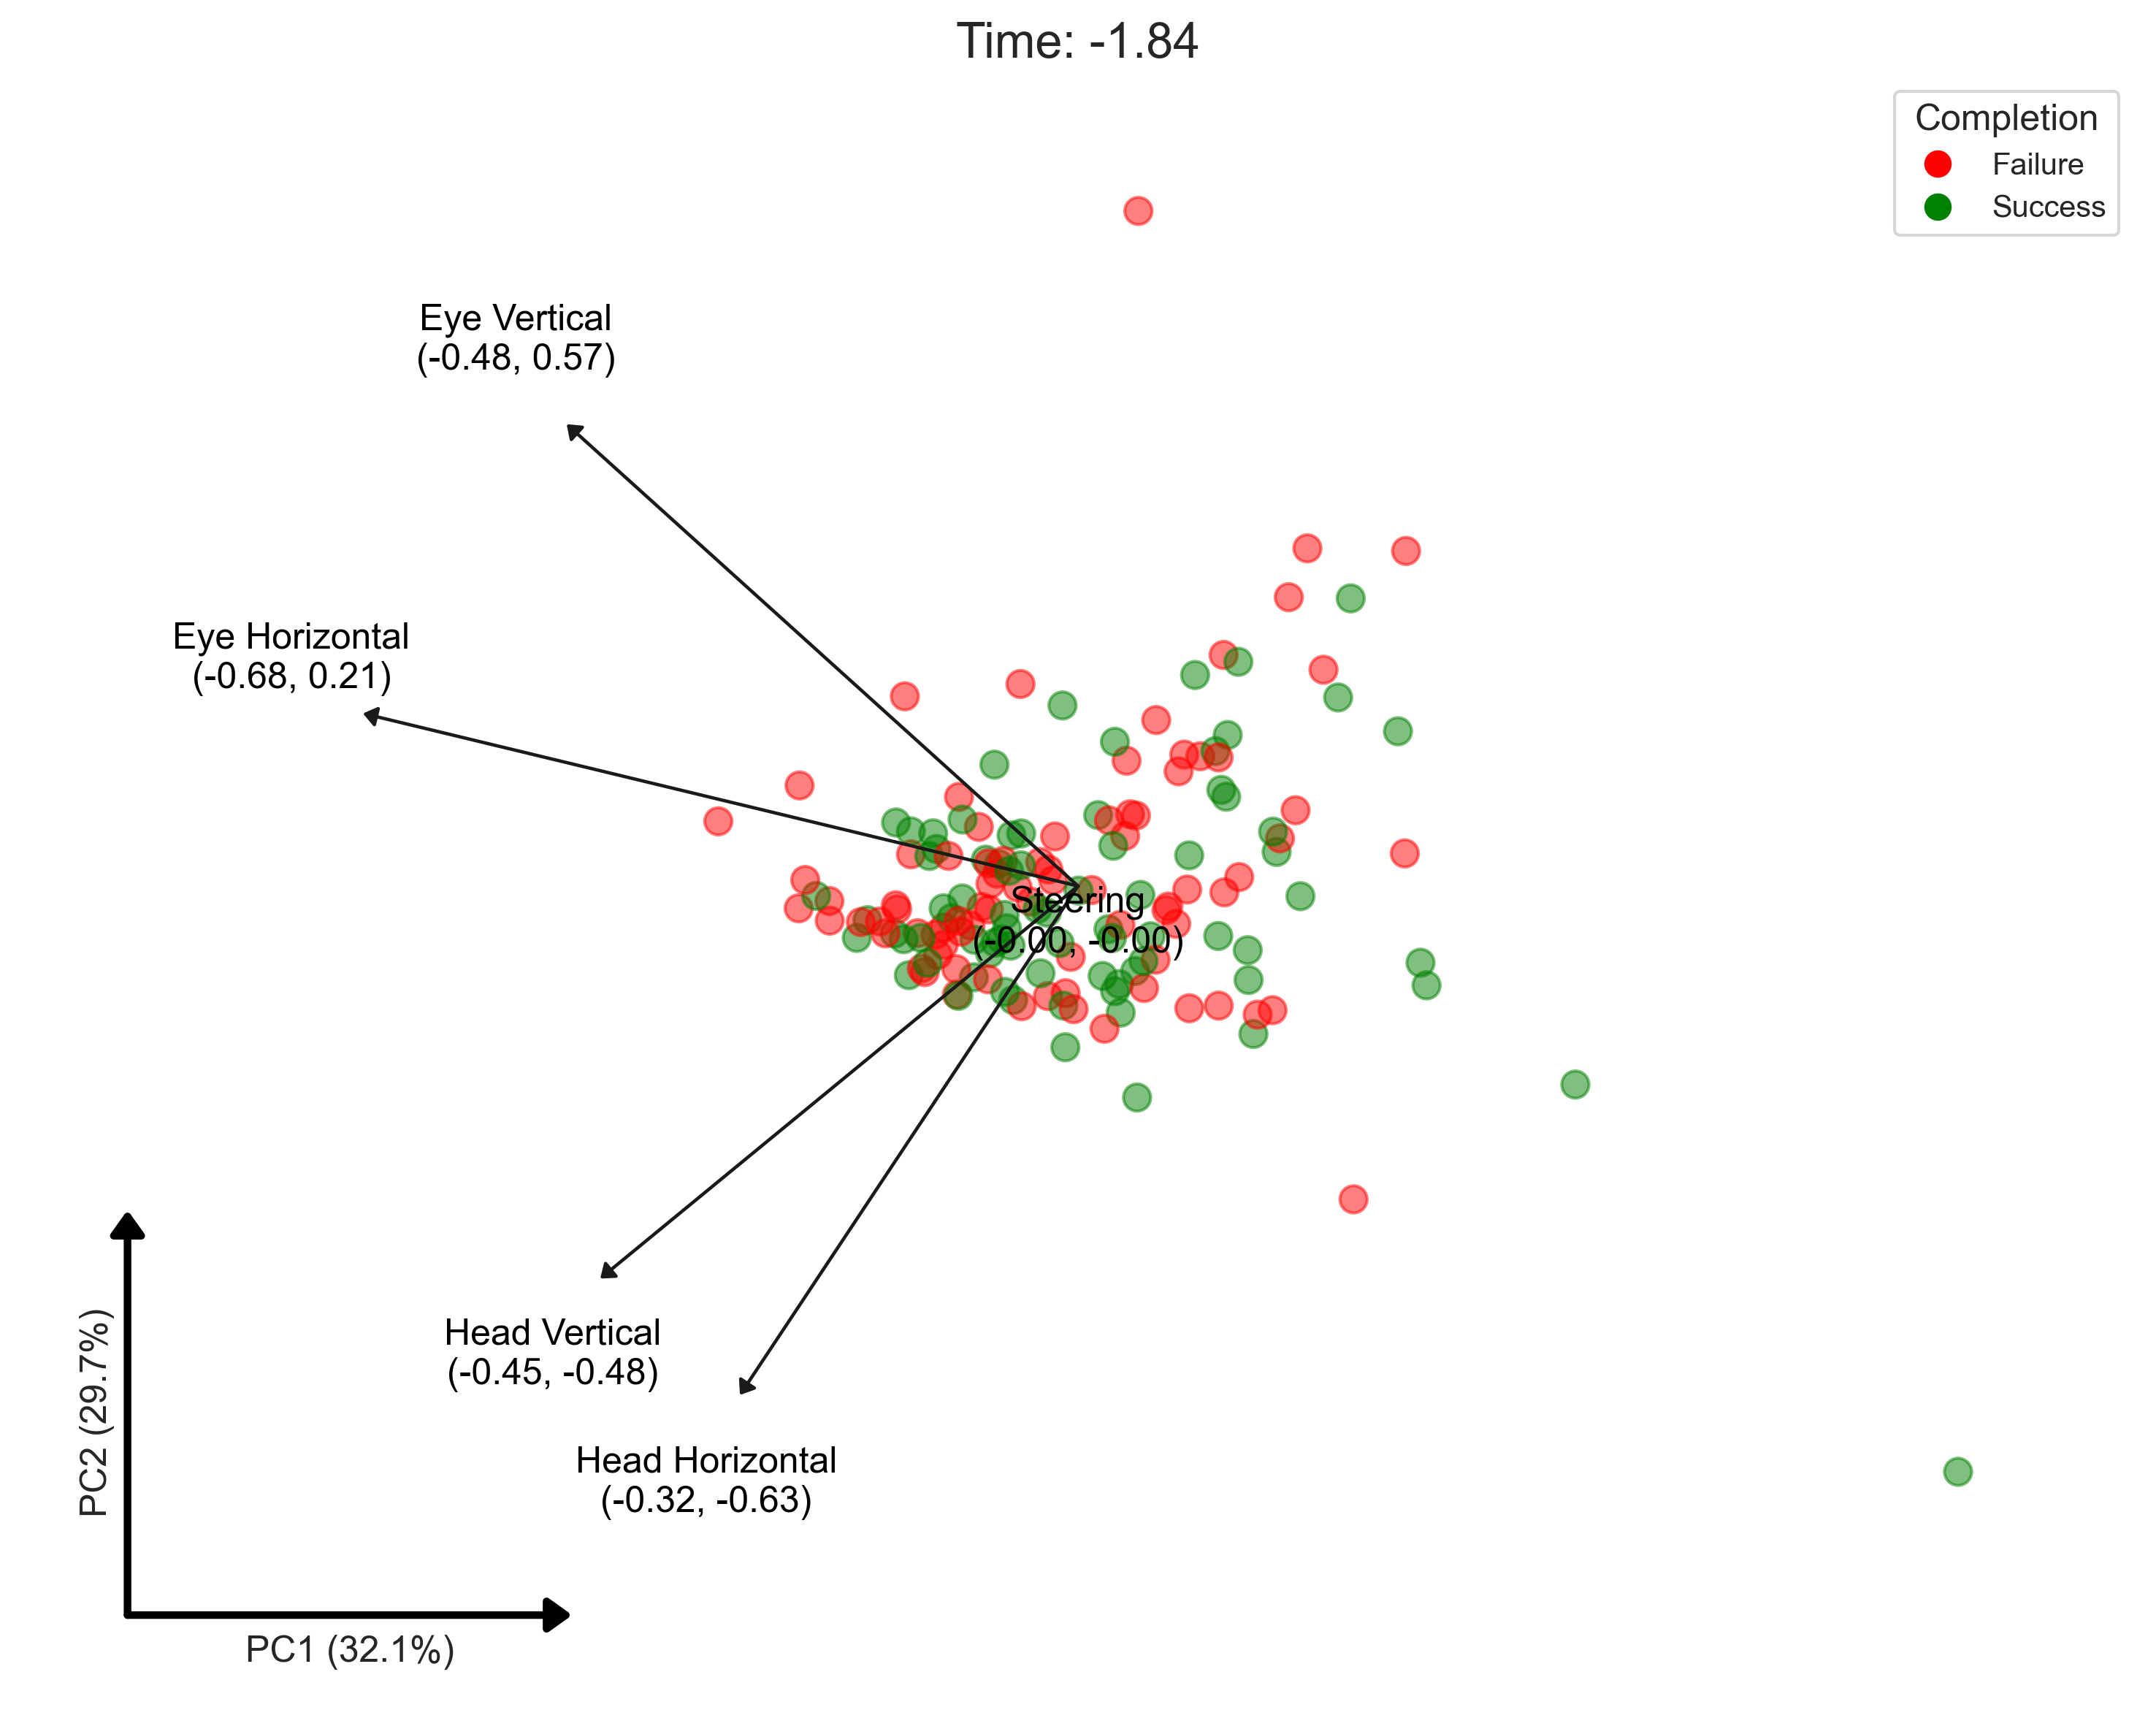 Time: -1.84
Completion
Failure
Success
Eye Vertical
(-0.48, 0.57)
Eye Horizontal
(-0.68, 0.21)
Steering
(-0.00, -0.00)
Head Vertical
(-0.45, -0.48)
Head Horizontal
(-0.32, -0.63)
PC2 (29.7%)
PC1 (32.1%)